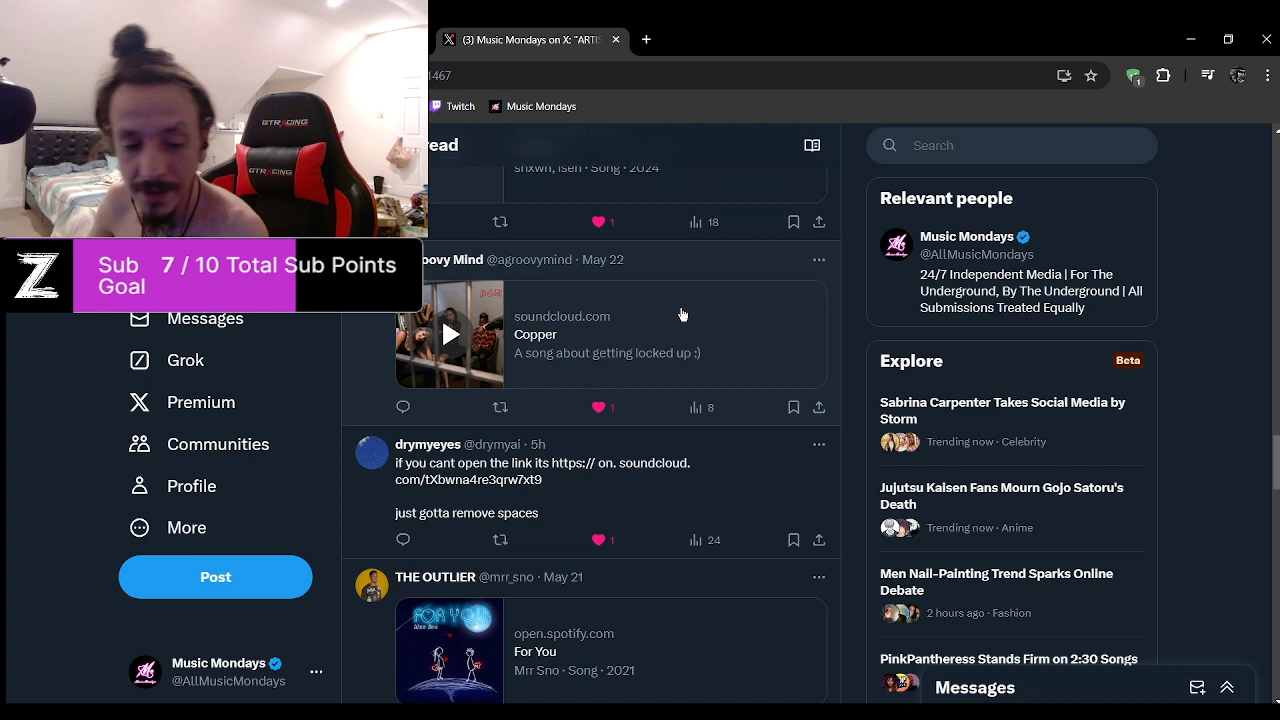 (3) Music Mondays on X: "ARTIS
1467
Twitch
Music Mondays
GTRACING
GTRACING
Sub Goal
7 / 10 Total Sub Points
Messages
Grok
Premium
Communities
Profile
More
Post
Music Mondays
@AllMusicMondays
read
shxwn, isen · Song · 2024
1
18
oovy Mind @agroovymind · May 22
soundcloud.com
Copper
A song about getting locked up :)
1
8
drymyeyes @drymyai · 5h
if you cant open the link its https:// on. soundcloud.
com/tXbwna4re3qrw7xt9
just gotta remove spaces
1
24
THE OUTLIER @mrr_sno · May 21
FOR YOU
open.spotify.com
For You
Mrr Sno · Song · 2021
Search
Relevant people
Music Mondays
@AllMusicMondays
24/7 Independent Media | For The
Underground, By The Underground | All
Submissions Treated Equally
Explore
Beta
Sabrina Carpenter Takes Social Media by
Storm
Trending now · Celebrity
Jujutsu Kaisen Fans Mourn Gojo Satoru's
Death
Trending now · Anime
Men Nail-Painting Trend Sparks Online
Debate
2 hours ago · Fashion
PinkPantheress Stands Firm on 2:30 Songs
Messages